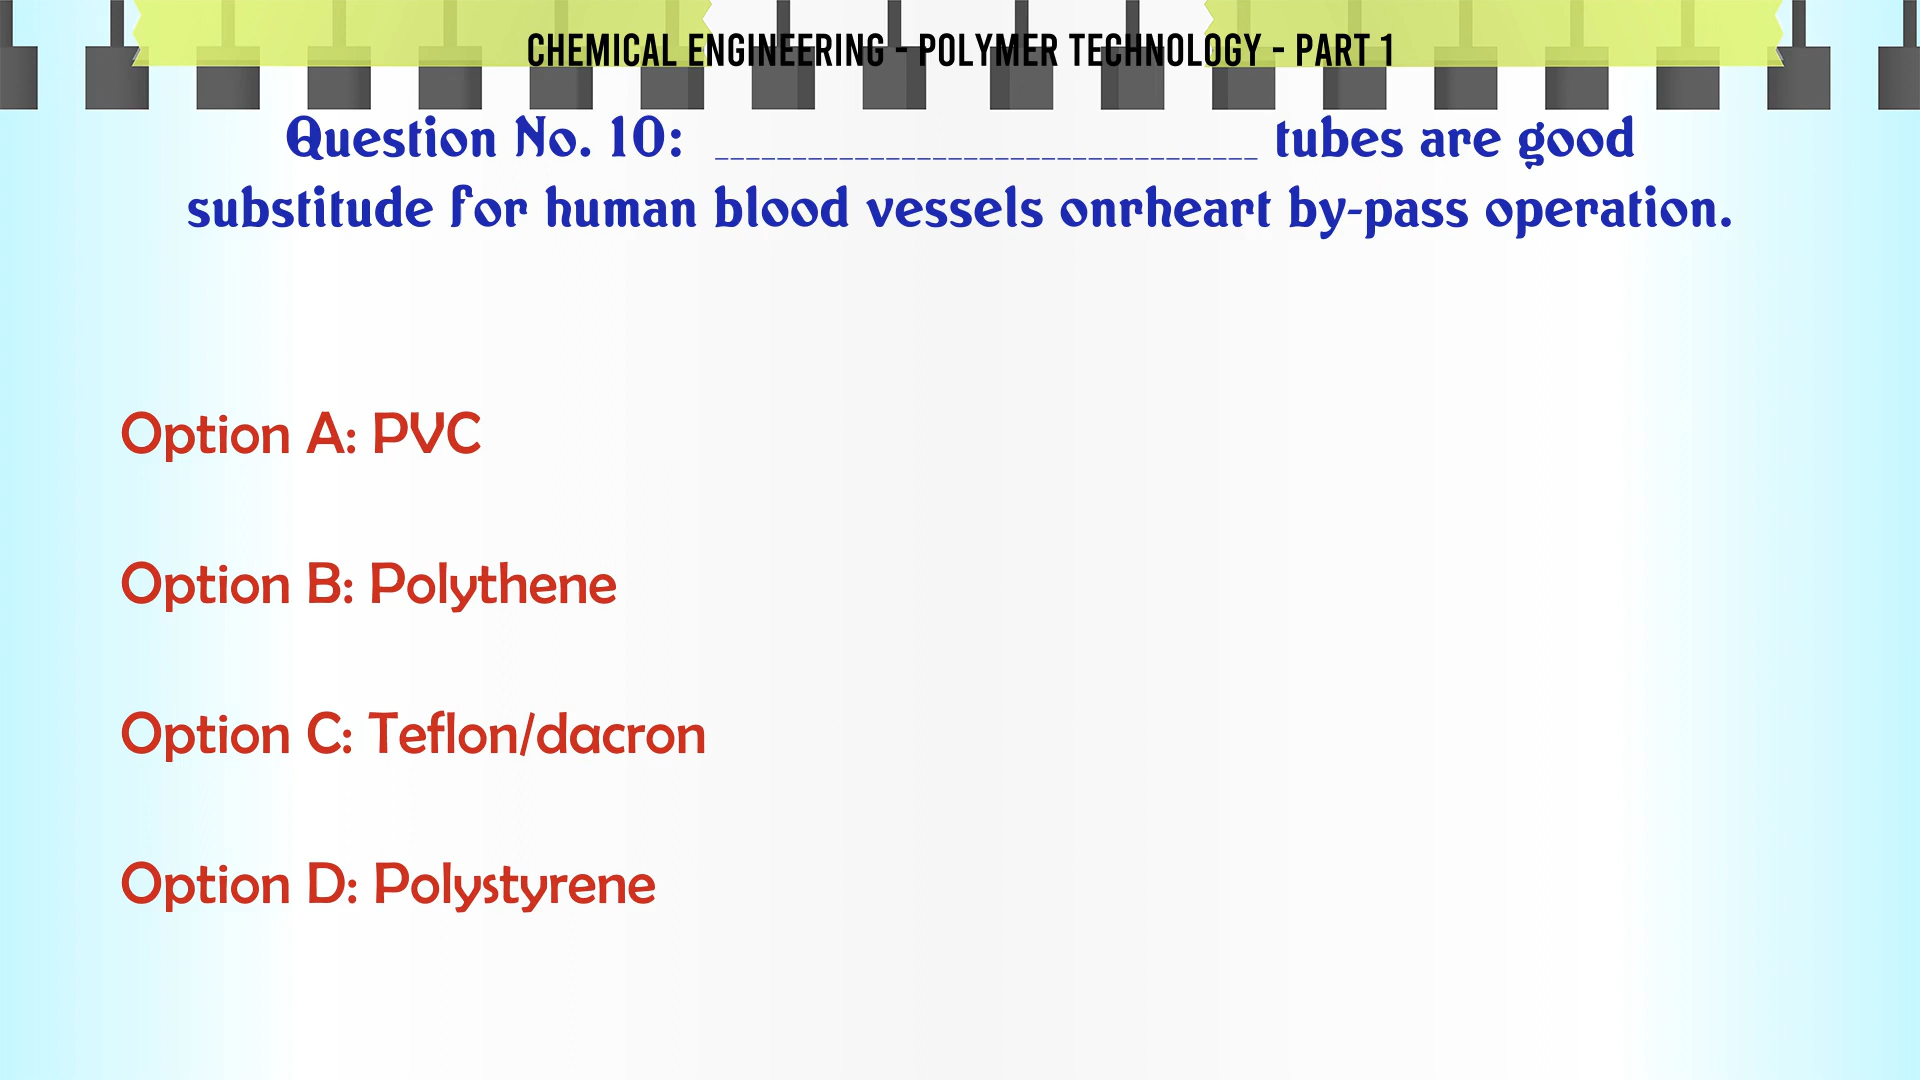 CHEMICAL ENGINEERING - POLYMER TECHNOLOGY - PART 1
Question No. 10: ___________________________________ tubes are good
substitude for human blood vessels onrheart by-pass operation.
Option A: PVC
Option B: Polythene
Option C: Teflon/dacron
Option D: Polystyrene